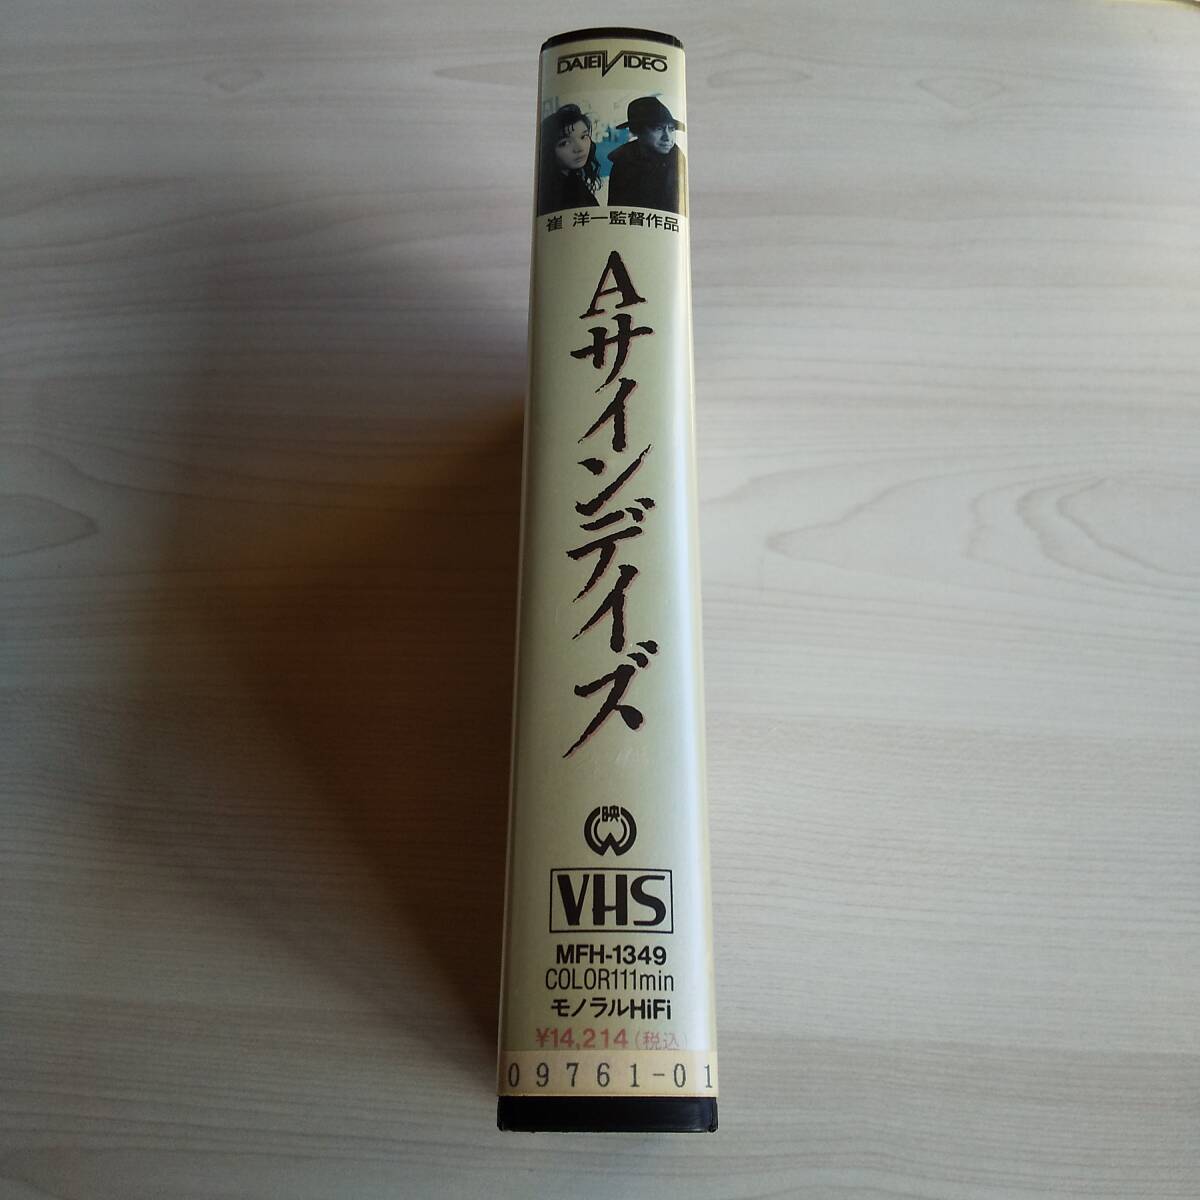 DAIEI VIDEO
崔 洋一監督作品
Aサインデイズ
映
VHS
MFH-1349
COLOR111min
モノラルHiFi
¥14,214(税込)
09761-01